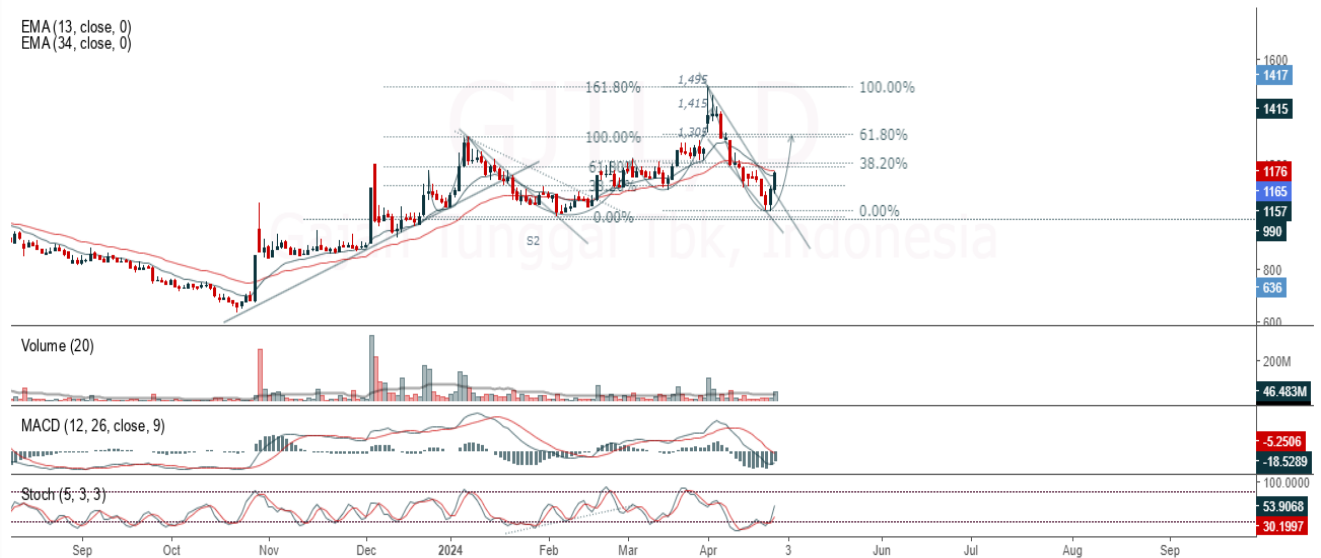 EMA (13, close, 0)
EMA (34, close, 0)
1600
1417
1415
1176
1165
1157
990
800
636
600
1,495
1,415
1,305
161.80%
100.00%
0.00%
100.00%
61.80%
38.20%
0.00%
S2
Tbk, Indonesia
Volume (20)
200M
46.483M
MACD (12, 26, close, 9)
-5.2506
-18.5289
Stoch (5, 3, 3)
100.0000
53.9068
30.1997
Sep Oct Nov Dec 2024 Feb Mar Apr 3 Jun Jul Aug Sep